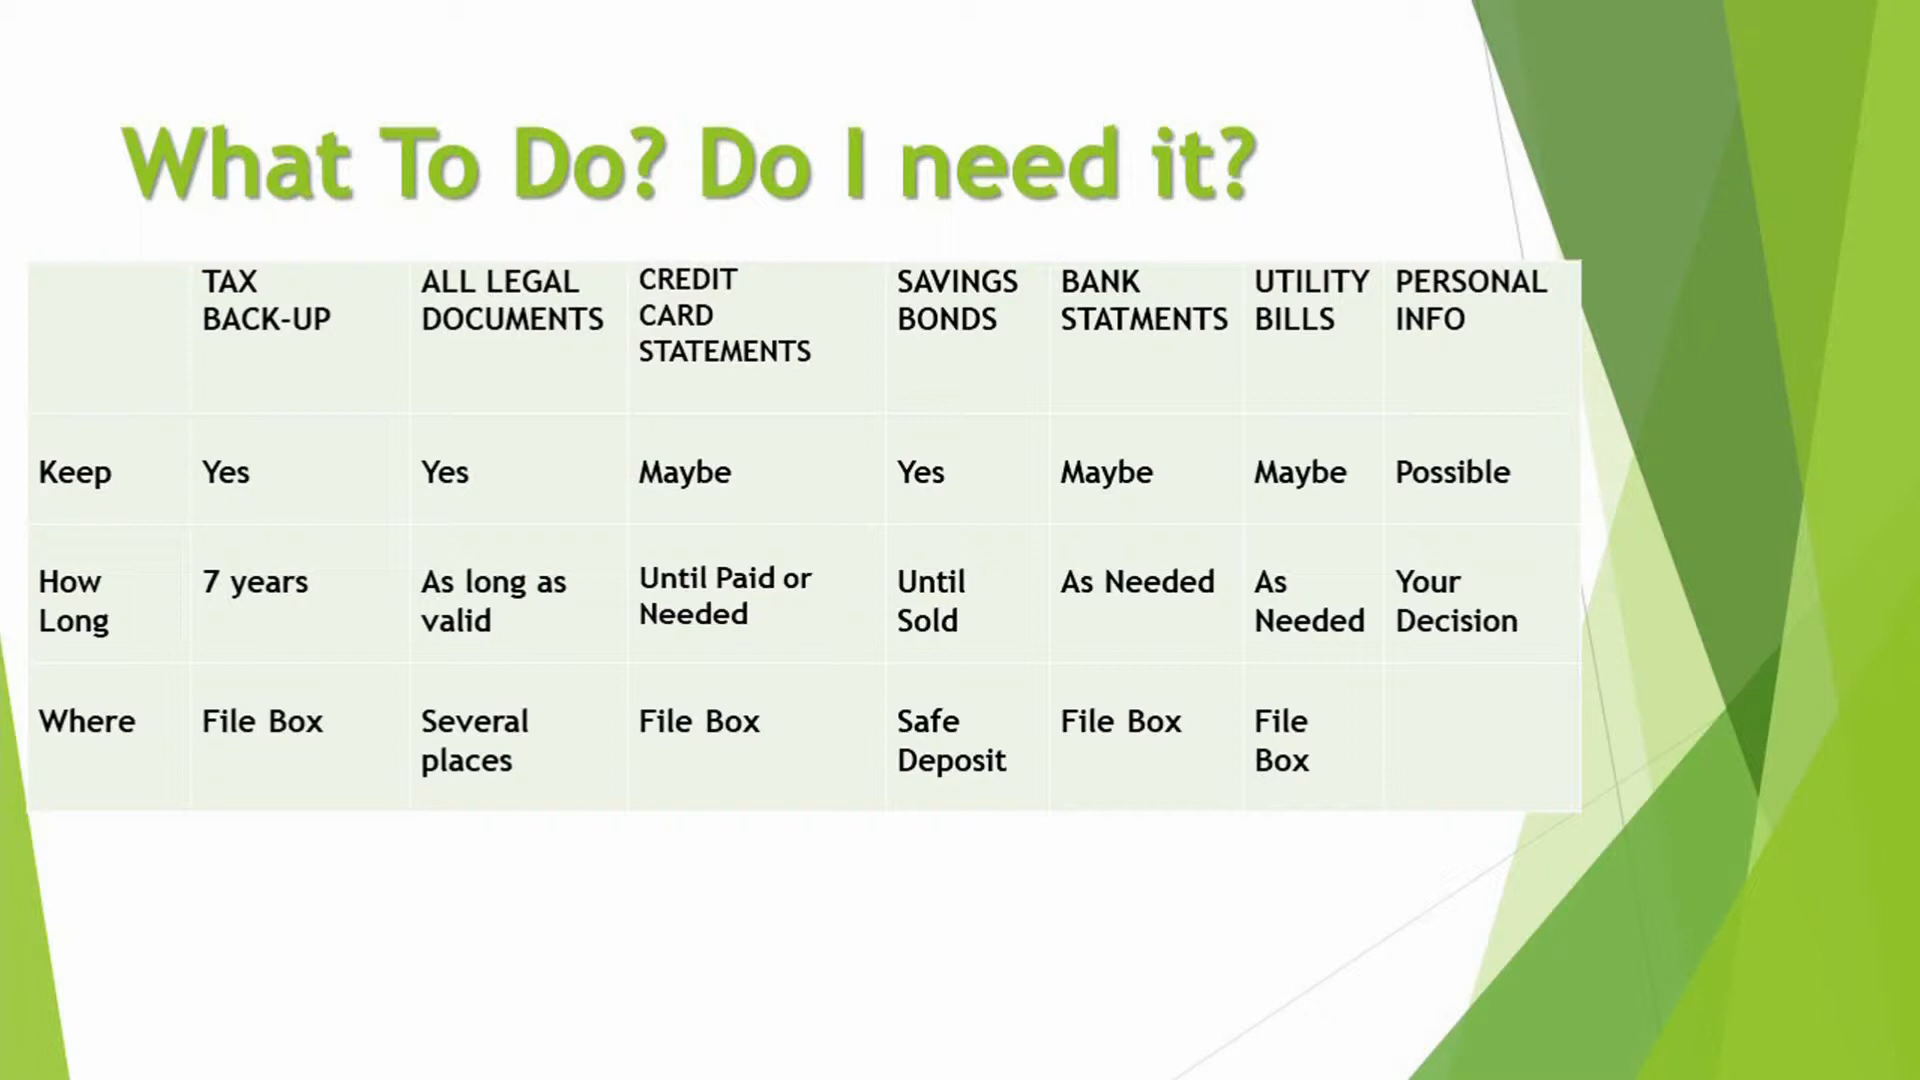 What To Do? Do I need it?
TAX BACK-UP ALL LEGAL DOCUMENTS CREDIT CARD STATEMENTS SAVINGS BONDS BANK STATMENTS UTILITY BILLS PERSONAL INFO
Keep Yes Yes Maybe Yes Maybe Maybe Possible
How Long 7 years As long as valid Until Paid or Needed Until Sold As Needed As Needed Your Decision
Where File Box Several places File Box Safe Deposit File Box File Box